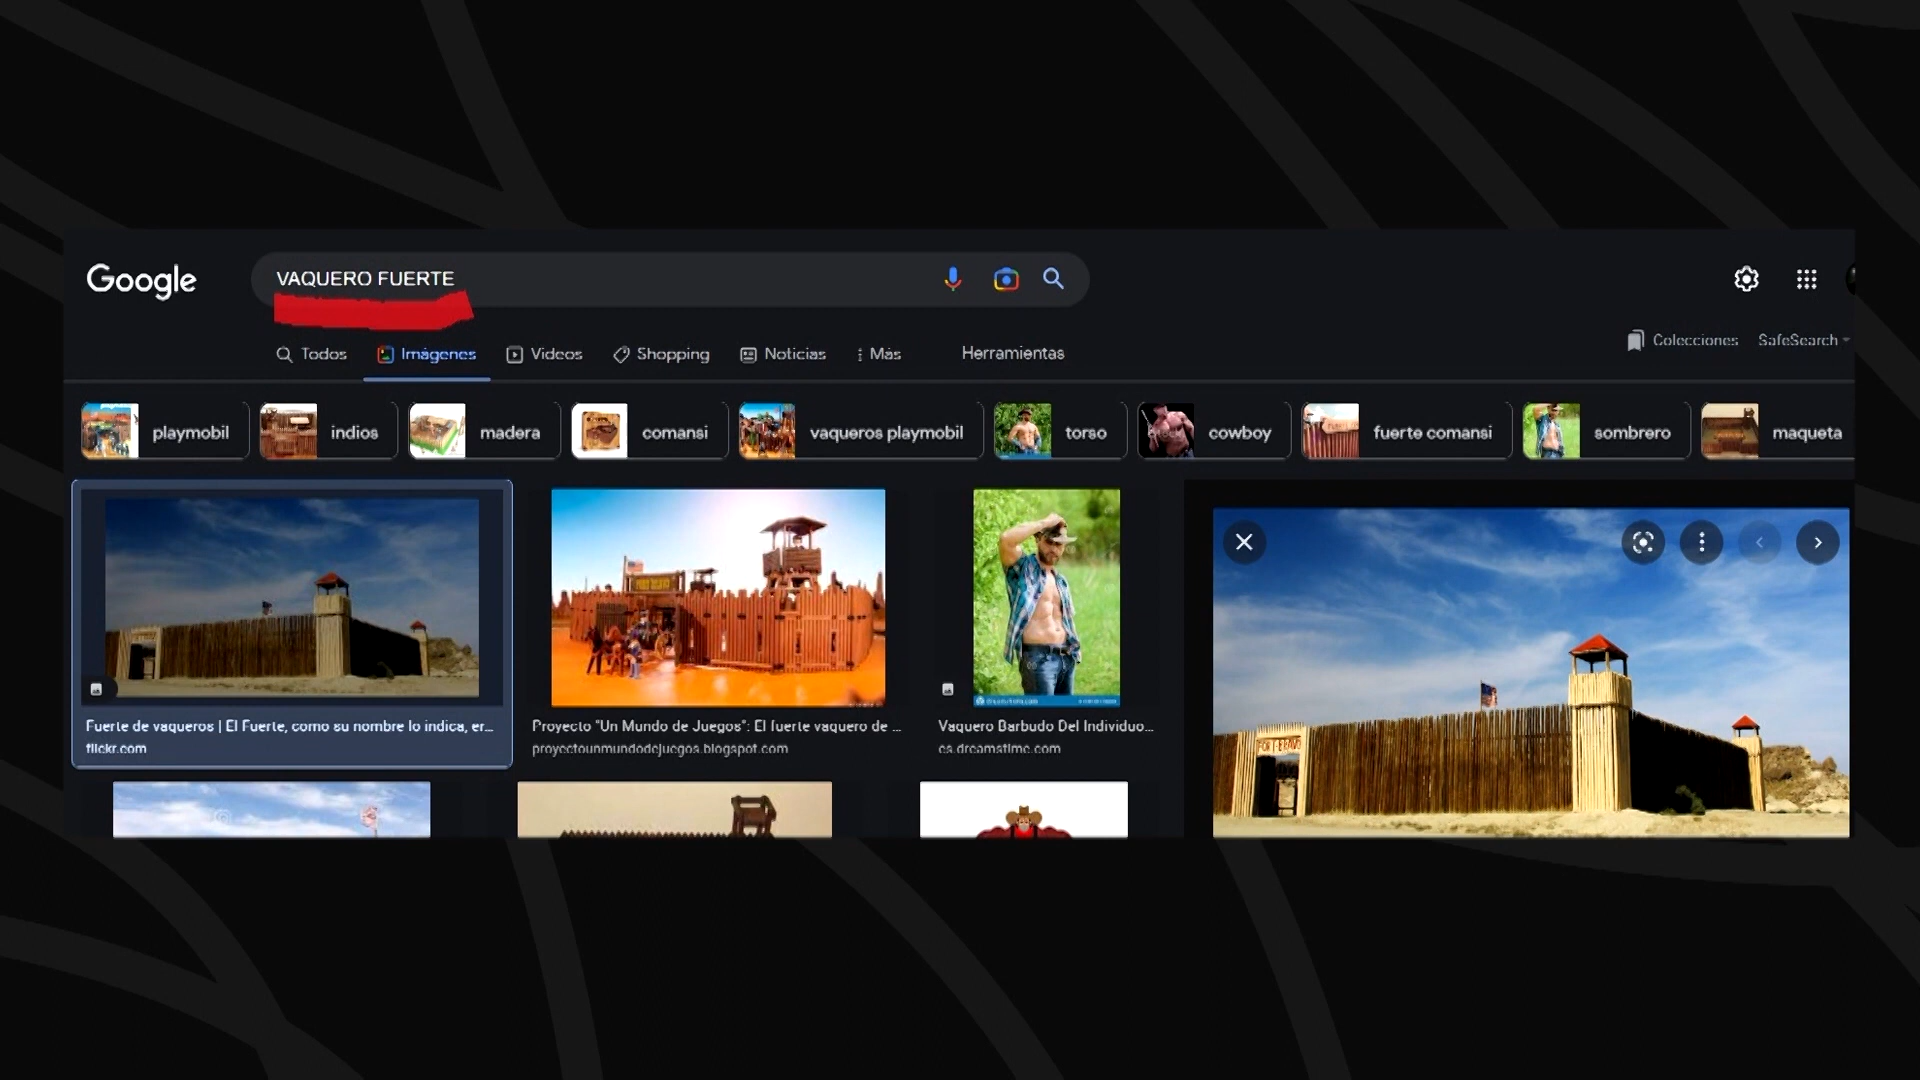 Google
VAQUERO FUERTE
Todos
Imágenes
Videos
Shopping
Noticias
Más
Herramientas
Colecciones
SafeSearch
playmobil
indios
madera
comansi
vaqueros playmobil
torso
cowboy
fuerte comansi
sombrero
maqueta
FORT BRAVO
Fuerte de vaqueros | El Fuerte, como su nombre lo indica, er...
flickr.com
Proyecto "Un Mundo de Juegos": El fuerte vaquero de ...
proyectounmundodejuegos.blogspot.com
Vaquero Barbudo Del Individuo...
es.dreamstime.com